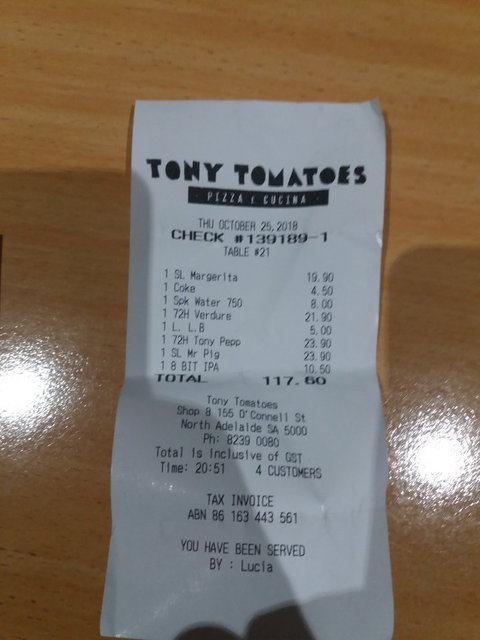 TONY TOMATOES
PIZZA E CUCINA
THU OCTOBER 25, 2018
CHECK #139189-1
TABLE #21
1 SL Margerita 19.90
1 Coke 4.50
1 Spk Water 750 8.00
1 72H Verdure 21.90
1 L. L.B 5.00
1 72H Tony Pepp 23.90
1 SL Mr Pig 23.90
1 8 BIT IPA 10.50
TOTAL 117.60
Tony Tomatoes
Shop 8 155 O'Connell St
North Adelaide SA 5000
Ph: 8239 0080
Total is inclusive of GST
Time: 20:51 4 CUSTOMERS
TAX INVOICE
ABN 86 163 443 561
YOU HAVE BEEN SERVED
BY : Lucia